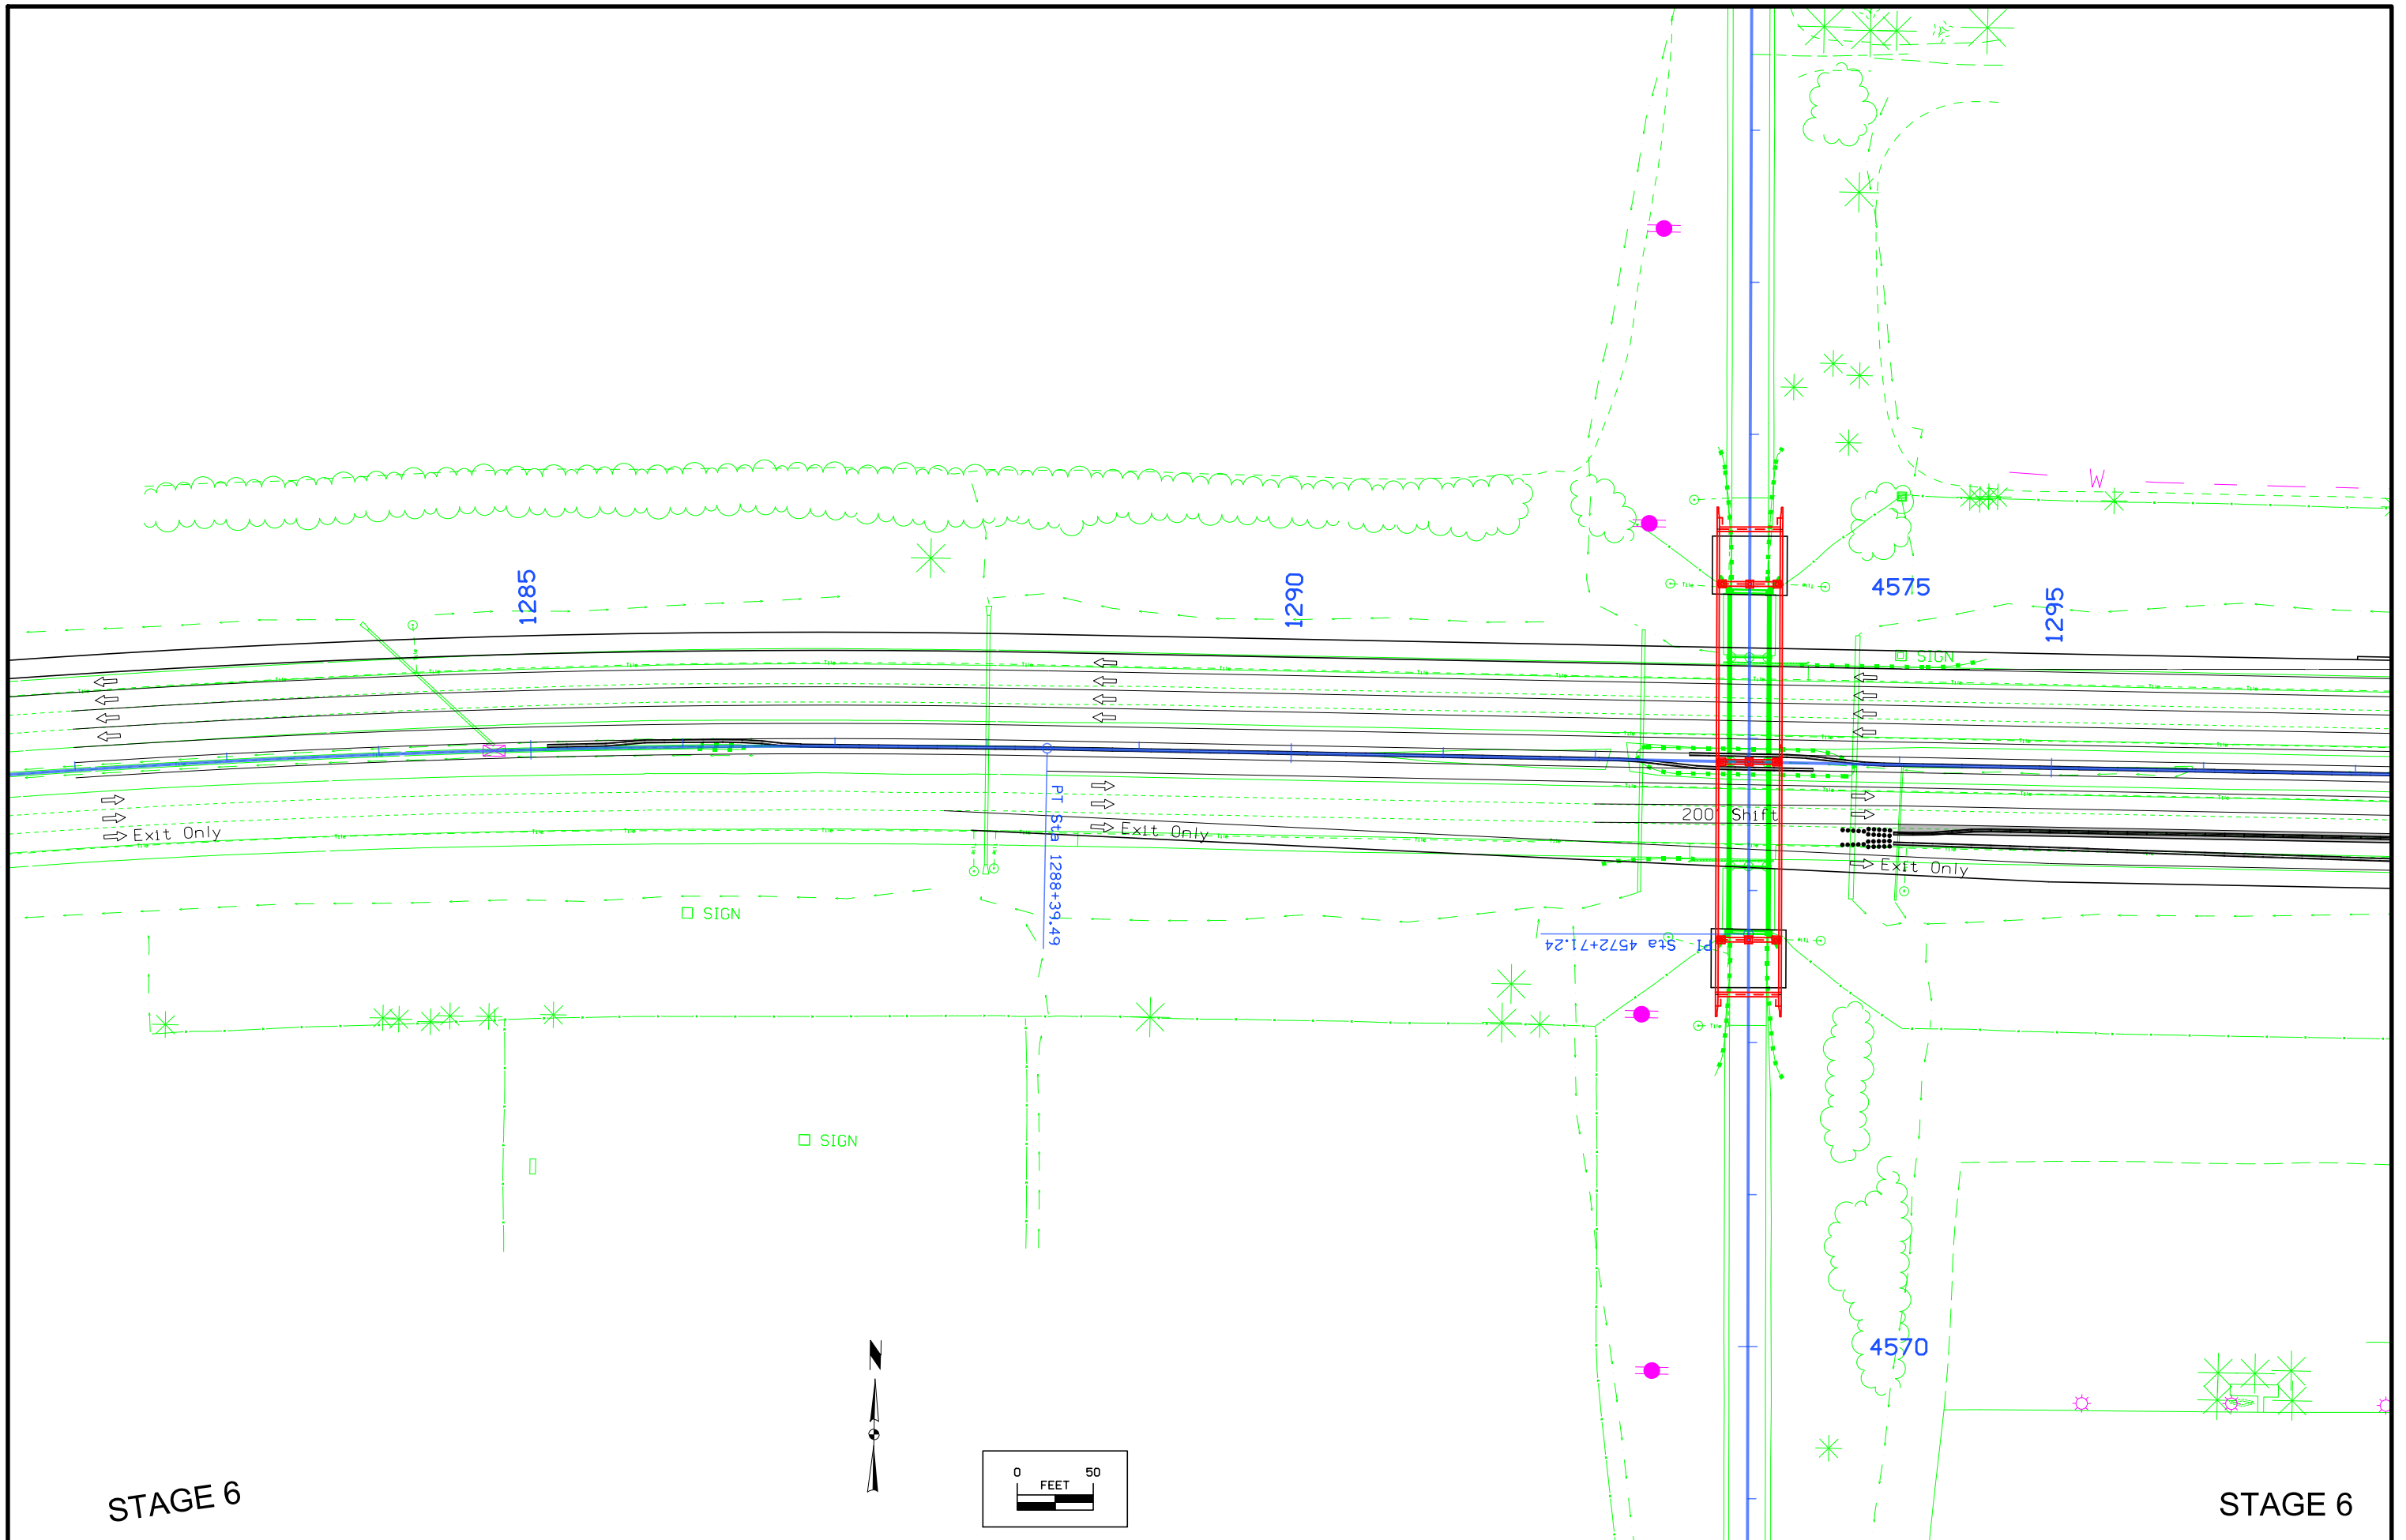 W
1285
1290
4575
1295
SIGN
200' Shift
Exit Only
Exit Only
Exit Only
PT Sta 1288+39.49
PI Sta 4572+71.24
SIGN
SIGN
4570
N
0 50
FEET
STAGE 6
STAGE 6